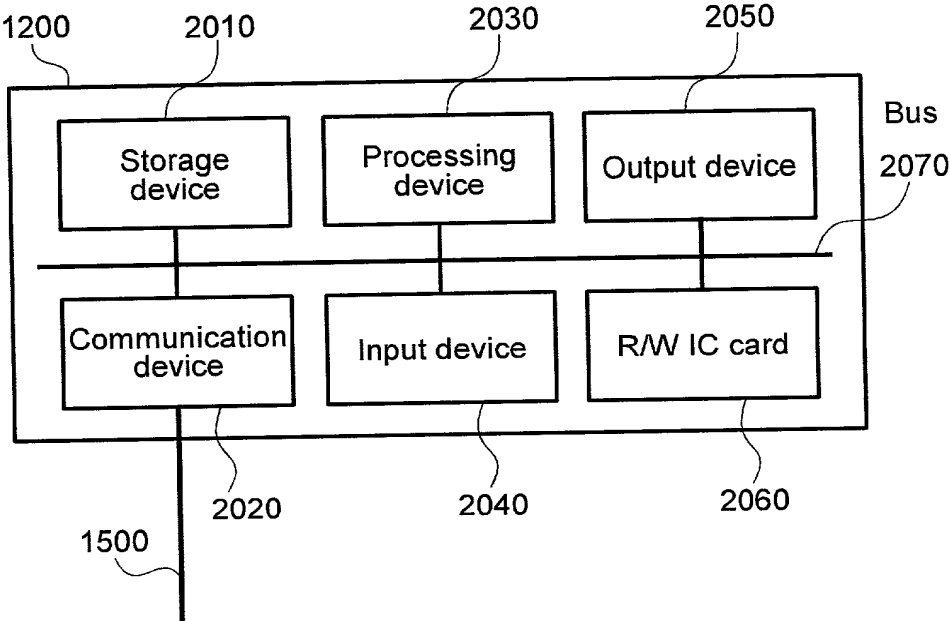 1200
2010
2030
2050
Bus
2070
Storage
device
Processing
device
Output device
Communication
device
Input device
R/W IC card
2020
2040
2060
1500